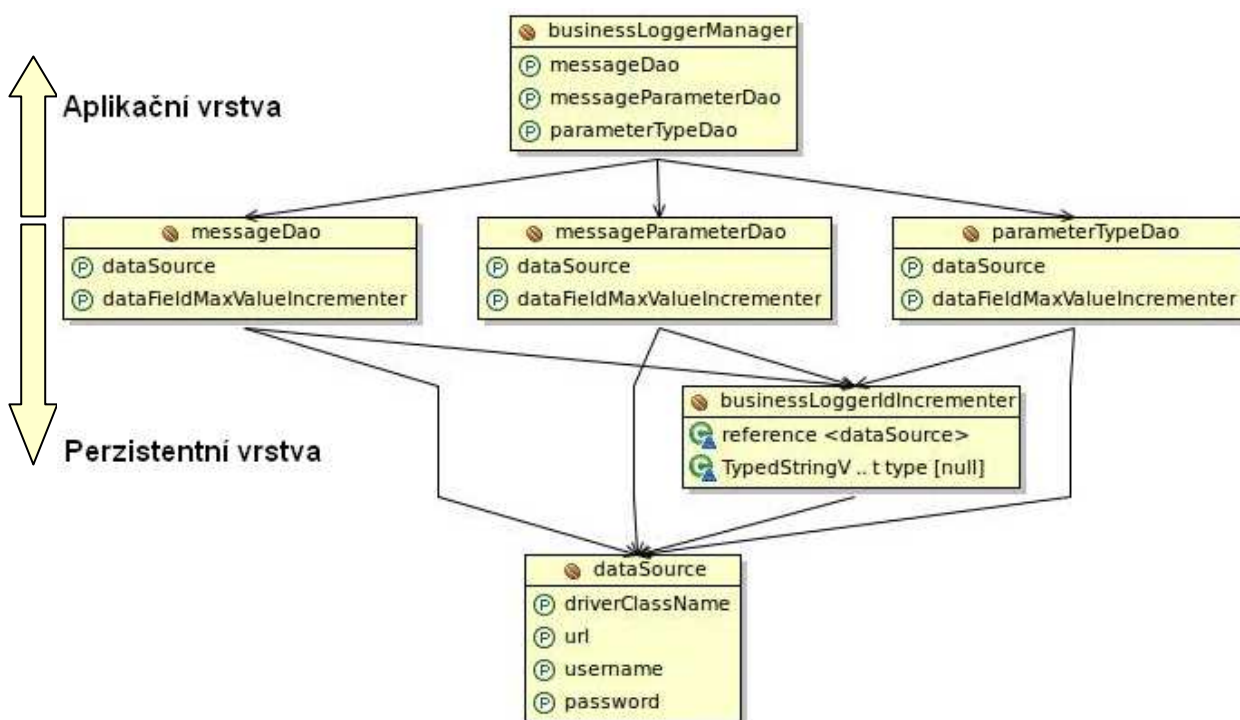 businessLoggerManager
P messageDao
P messageParameterDao
P parameterTypeDao
Aplikační vrstva
messageDao
P dataSource
P dataFieldMaxValueIncrementer
messageParameterDao
P dataSource
P dataFieldMaxValueIncrementer
parameterTypeDao
P dataSource
P dataFieldMaxValueIncrementer
businessLoggerIdIncrementer
reference <dataSource>
TypedStringV .. t type [null]
Perzistentní vrstva
dataSource
P driverClassName
P url
P username
P password